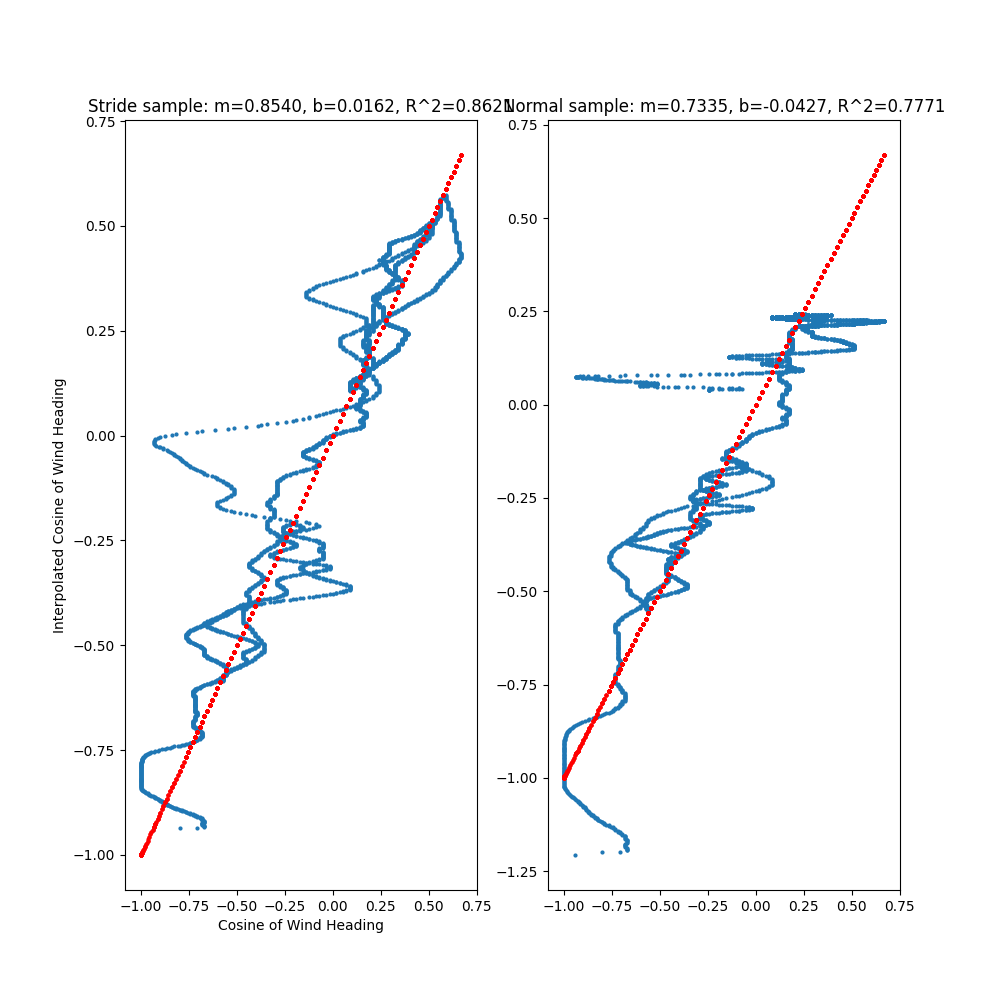 Stride sample: m=0.8540, b=0.0162, R^2=0.8621
Normal sample: m=0.7335, b=-0.0427, R^2=0.7771
0.75
0.50
0.25
0.00
−0.25
−0.50
−0.75
−1.00
Interpolated Cosine of Wind Heading
−1.00 −0.75 −0.50 −0.25 0.00 0.25 0.50 0.75
Cosine of Wind Heading
0.75
0.50
0.25
0.00
−0.25
−0.50
−0.75
−1.00
−1.25
−1.00 −0.75 −0.50 −0.25 0.00 0.25 0.50 0.75